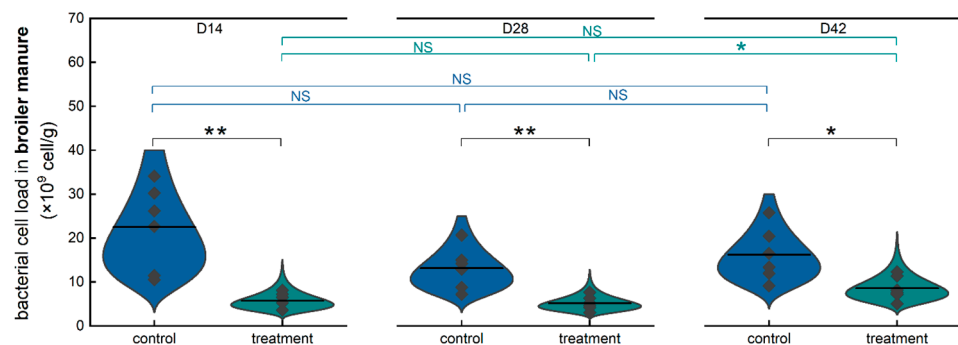 bacterial cell load in broiler manure
(×10⁹ cell/g)
70
60
50
40
30
20
10
0
D14
D28
D42
NS
NS
*
NS
NS
NS
**
**
*
control
treatment
control
treatment
control
treatment